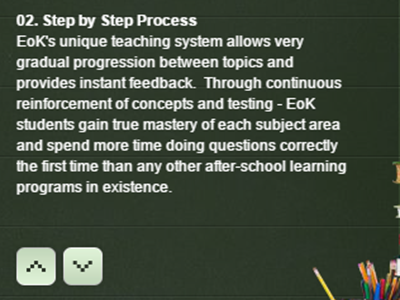 02. Step by Step Process
EoK's unique teaching system allows very
gradual progression between topics and
provides instant feedback.  Through continuous
reinforcement of concepts and testing - EoK
students gain true mastery of each subject area
and spend more time doing questions correctly
the first time than any other after-school learning
programs in existence.